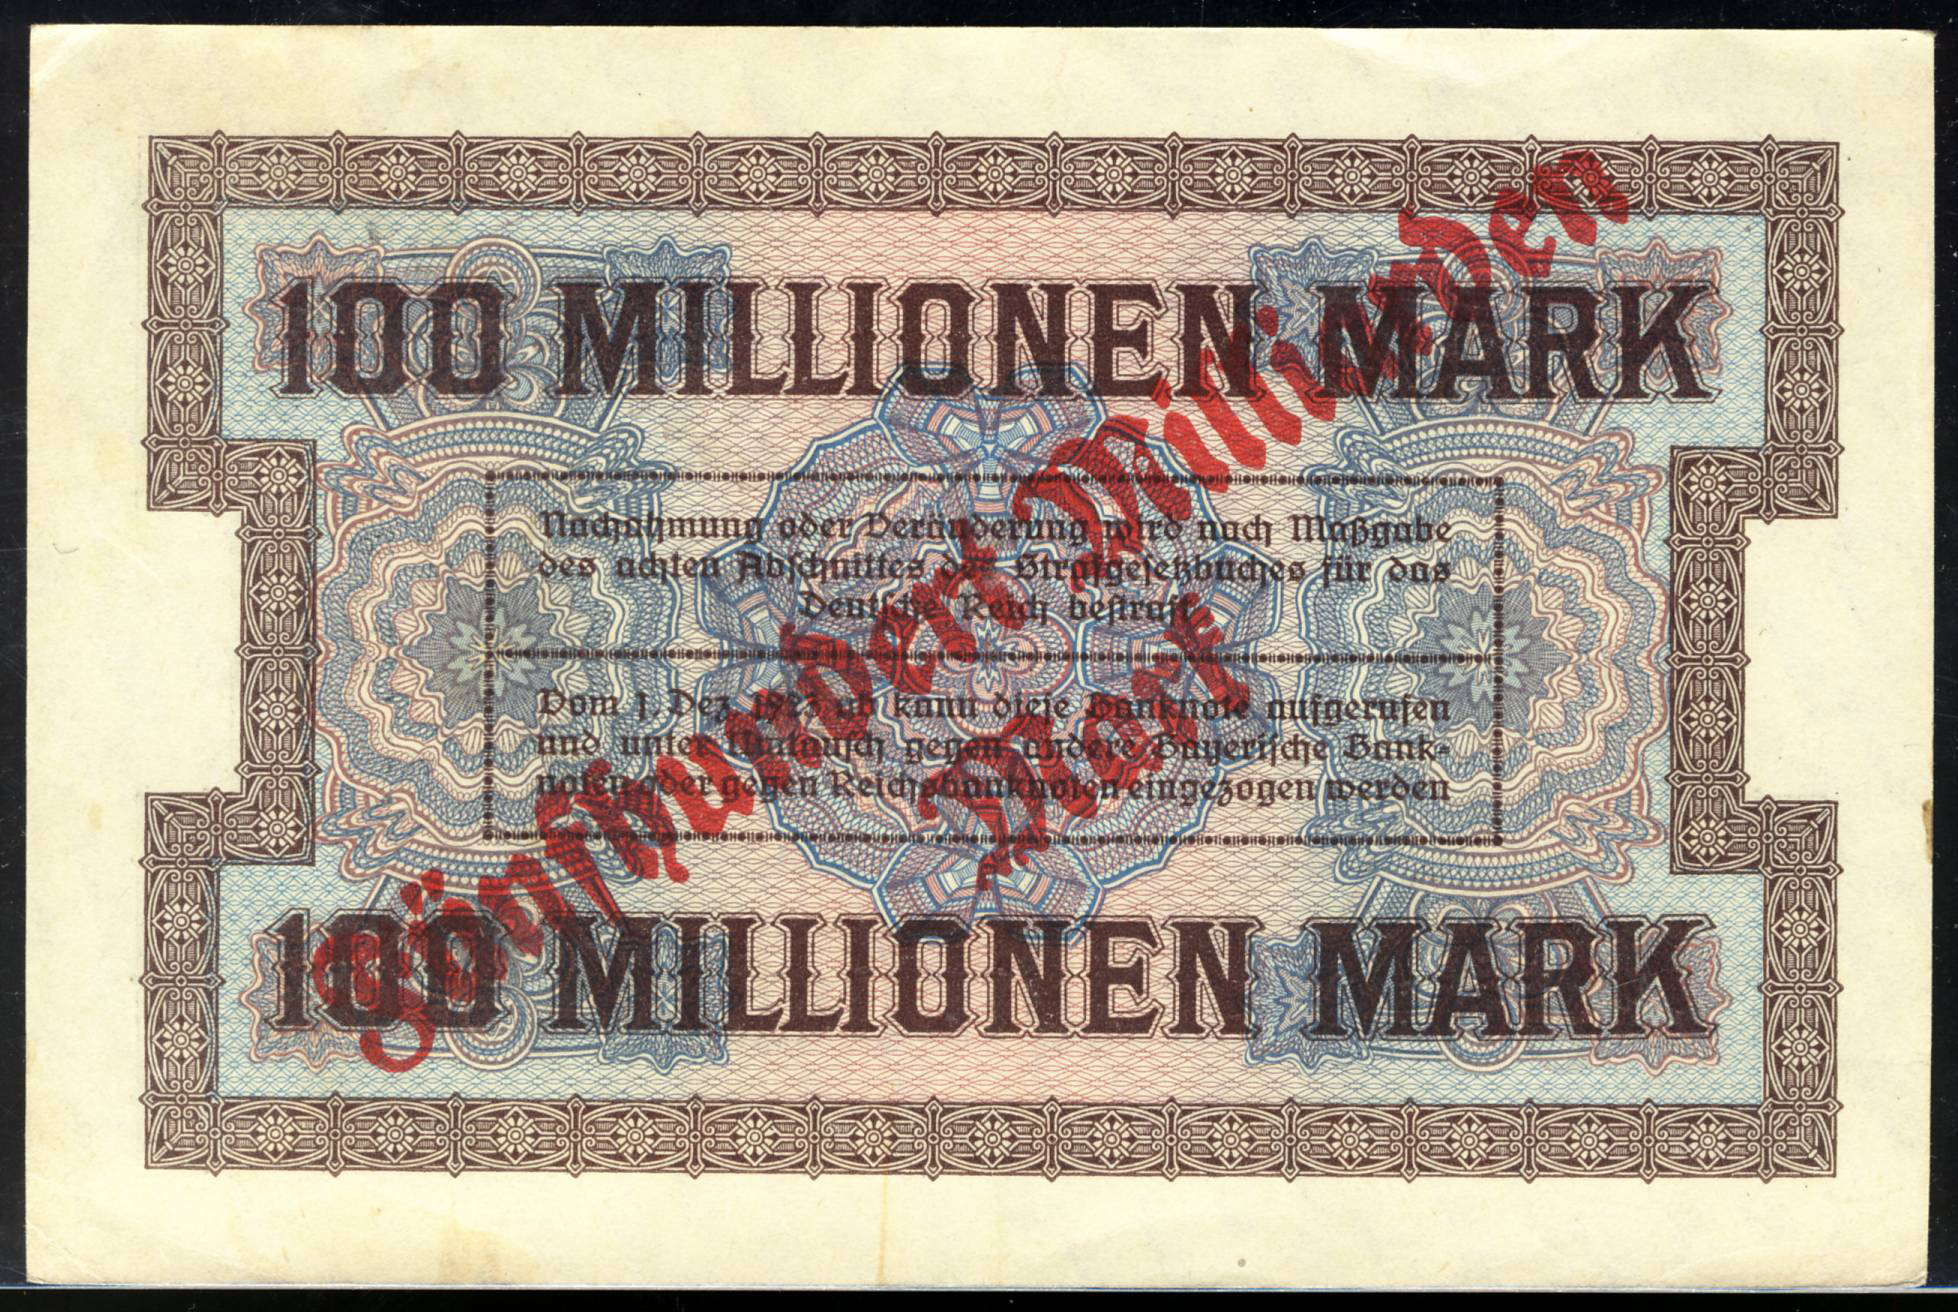 100 MILLIONEN MARK
Nachahmung oder Veränderung wird nach Maßgabe
des achten Abschnittes des Strafgesetzbuches für das
Deutsche Reich bestraft
Vom 1. Dez. 1923 ab kann diese Banknote aufgerufen
und unter Umtausch gegen andere Bayerische Bank-
noten oder gegen Reichsbanknoten eingezogen werden
100 MILLIONEN MARK
Fünfhundert Milliarden
Mark